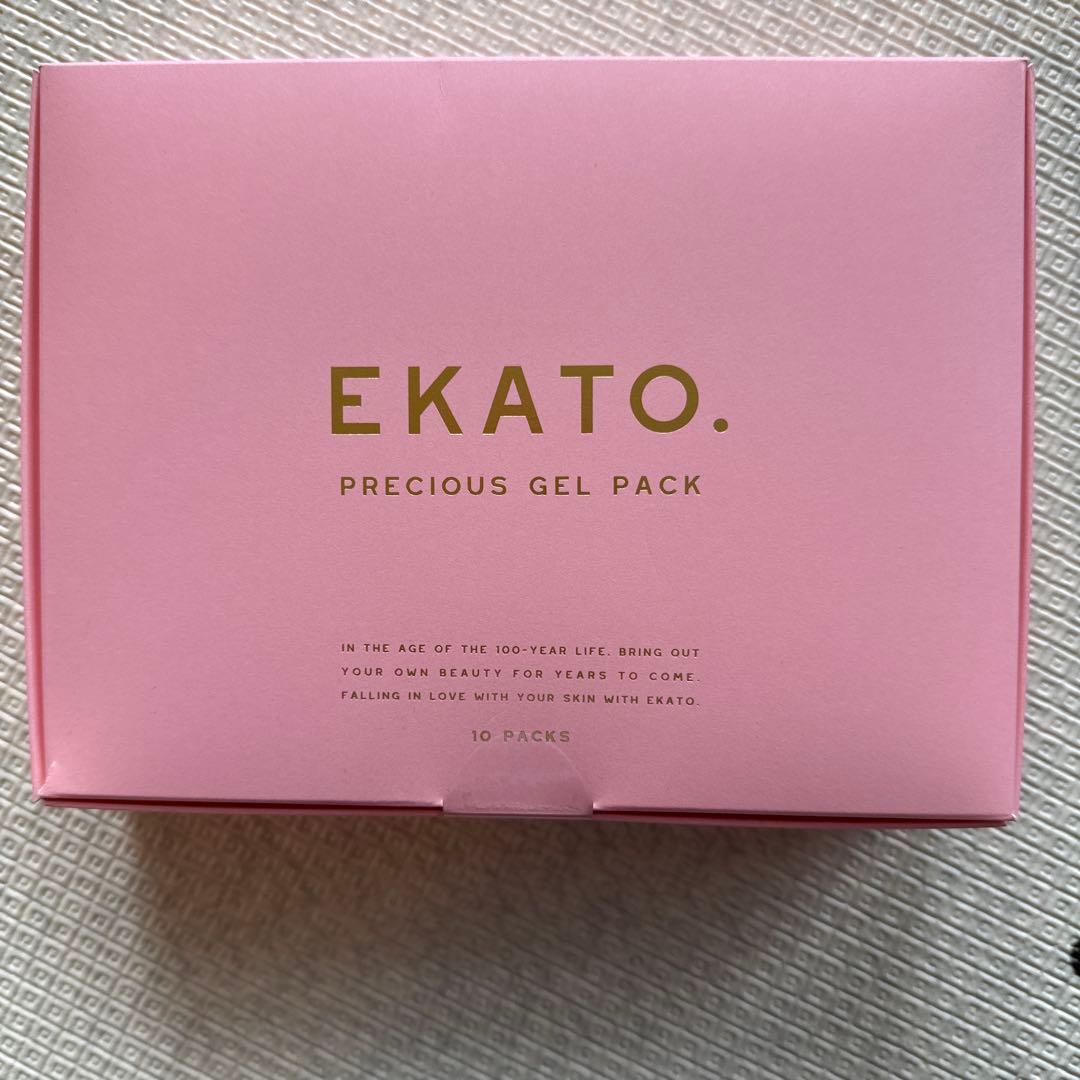 EKATO.
PRECIOUS GEL PACK
IN THE AGE OF THE 100-YEAR LIFE. BRING OUT
YOUR OWN BEAUTY FOR YEARS TO COME.
FALLING IN LOVE WITH YOUR SKIN WITH EKATO.
10 PACKS